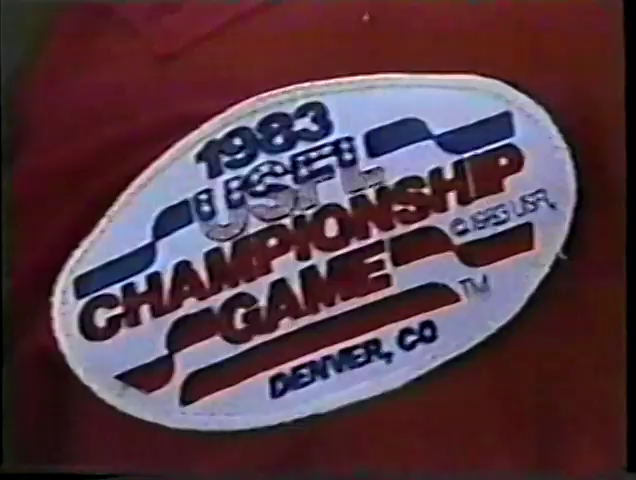 1983
USFL
CHAMPIONSHIP
© 1983 USFL
GAME
TM
DENVER, CO